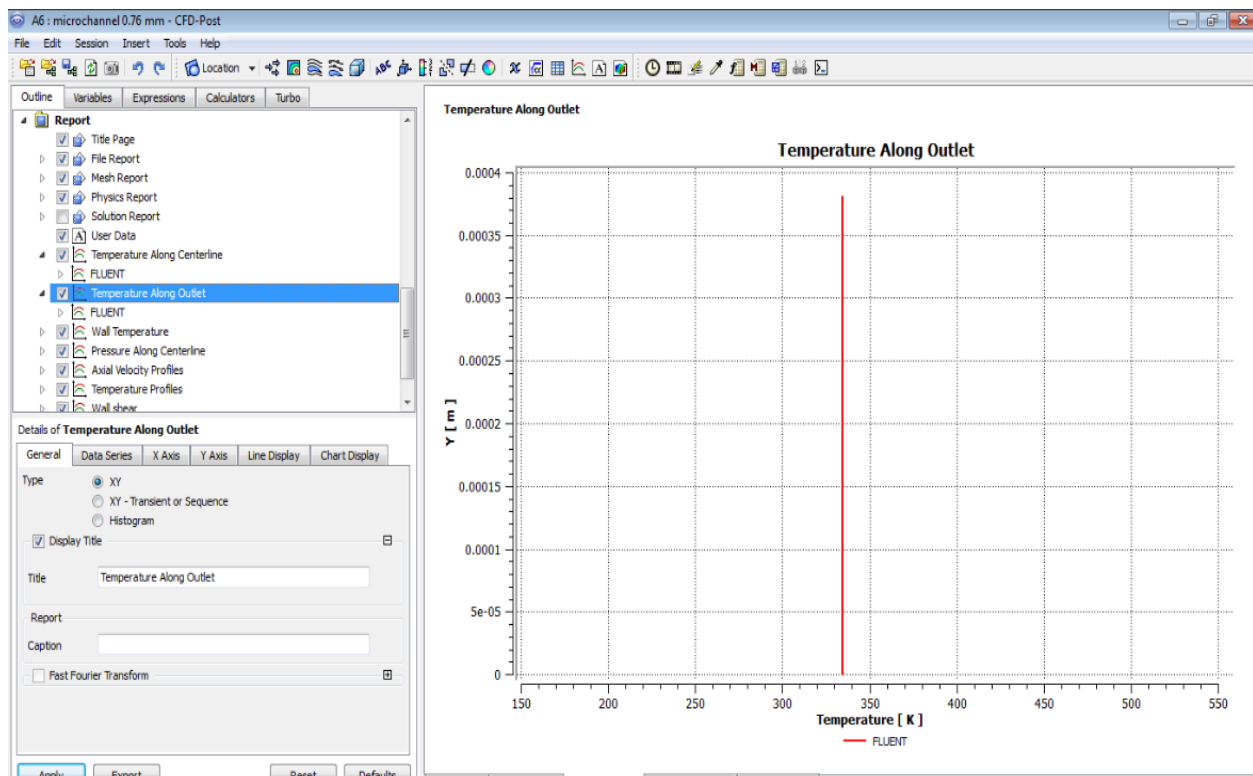 A6 : microchannel 0.76 mm - CFD-Post
File Edit Session Insert Tools Help
Location
Outline Variables Expressions Calculators Turbo
Report
Title Page
File Report
Mesh Report
Physics Report
Solution Report
User Data
Temperature Along Centerline
FLUENT
Temperature Along Outlet
FLUENT
Wall Temperature
Pressure Along Centerline
Axial Velocity Profiles
Temperature Profiles
Wall shear
Details of Temperature Along Outlet
General Data Series X Axis Y Axis Line Display Chart Display
Type
XY
XY - Transient or Sequence
Histogram
Display Title
Title Temperature Along Outlet
Report
Caption
Fast Fourier Transform
Apply Export Reset Defaults
Temperature Along Outlet
Temperature Along Outlet
0.0004
0.00035
0.0003
0.00025
0.0002
0.00015
0.0001
5e-05
0
Y [ m ]
150 200 250 300 350 400 450 500 550
Temperature [ K ]
FLUENT